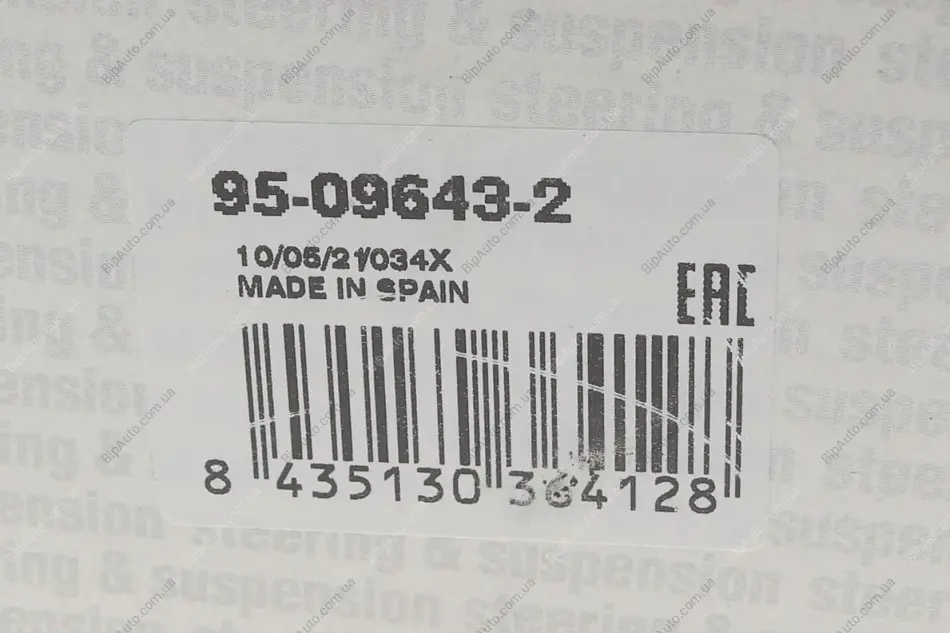 95-09643-2
10/05/21/034X
MADE IN SPAIN
EAC
8 435130 364128
steering & suspension